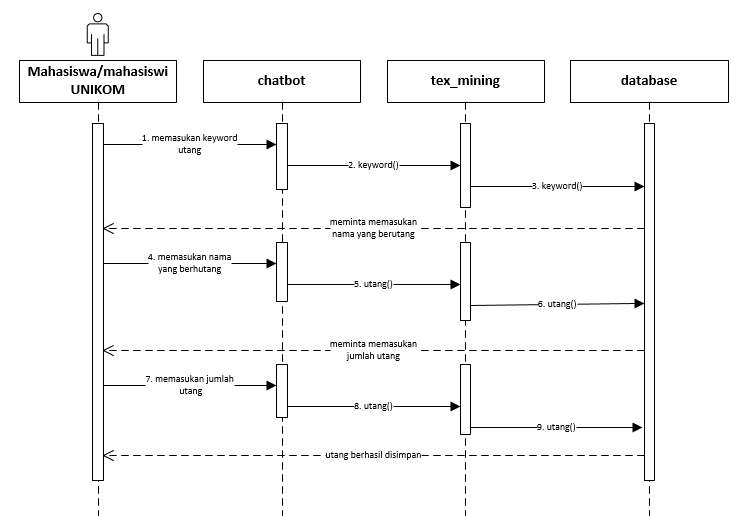 Mahasiswa/mahasiswi
UNIKOM
chatbot
tex_mining
database
1. memasukan keyword
utang
2. keyword()
3. keyword()
meminta memasukan
nama yang berutang
4. memasukan nama
yang berhutang
5. utang()
6. utang()
meminta memasukan
jumlah utang
7. memasukan jumlah
utang
8. utang()
9. utang()
utang berhasil disimpan